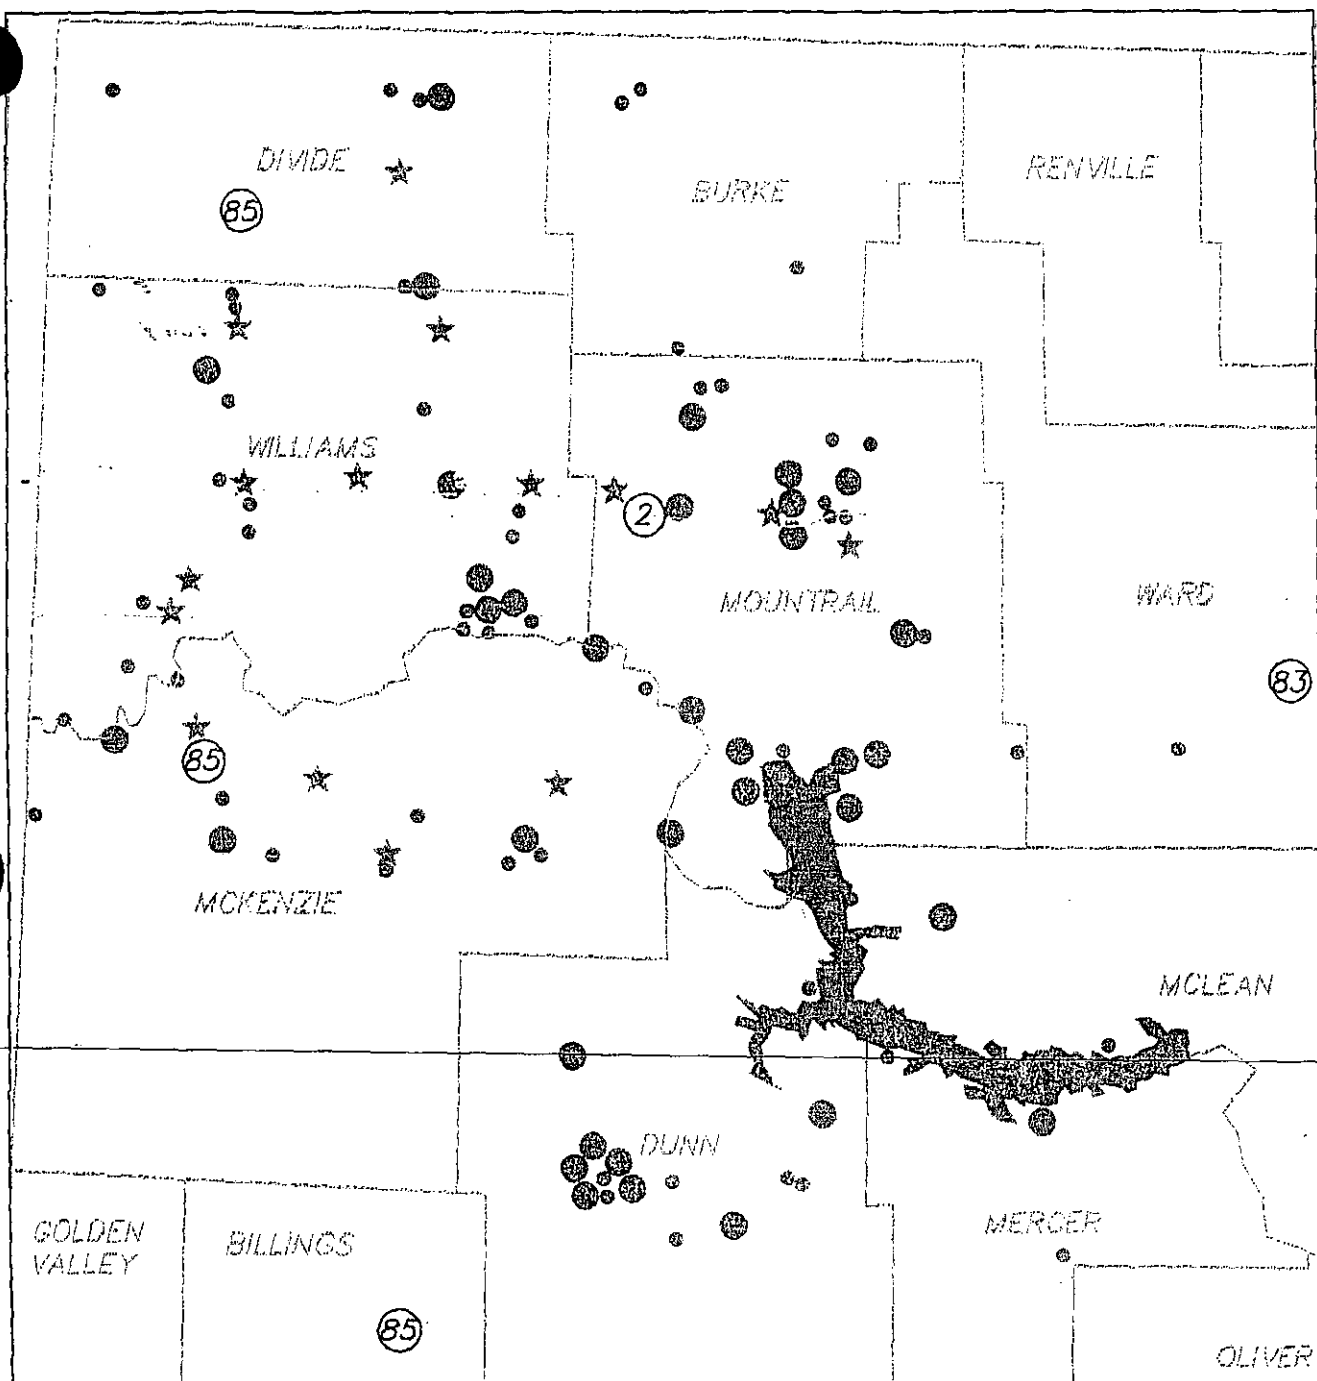 DIVIDE
85
BURKE
RENVILLE
WILLIAMS
2
MOUNTRAIL
WARD
83
85
MCKENZIE
MCLEAN
DUNN
GOLDEN
VALLEY
BILLINGS
MERCER
85
OLIVER